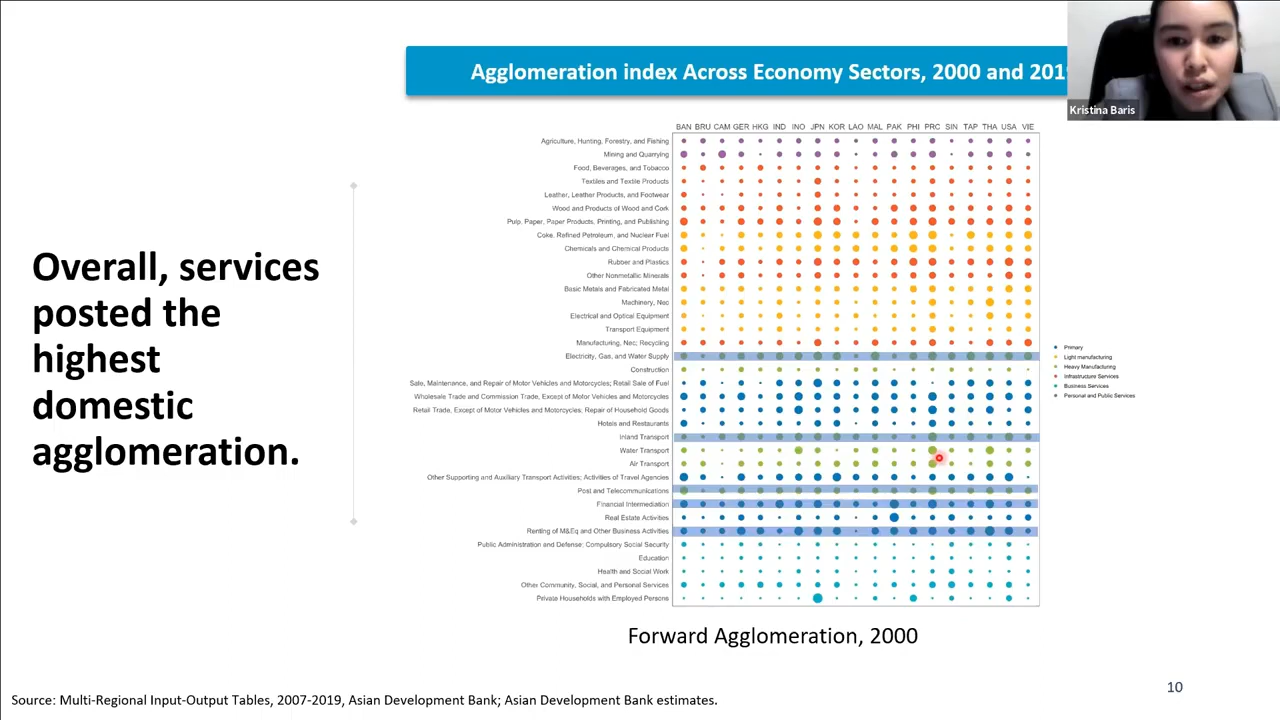 Agglomeration index Across Economy Sectors, 2000 and 201
Kristina Baris
Overall, services
posted the
highest
domestic
agglomeration.
BAN BRU CAM GER HKG IND INO JPN KOR LAO MAL PAK PHI PRC SIN TAP THA USA VIE
Agriculture, Hunting, Forestry, and Fishing
Mining and Quarrying
Food, Beverages, and Tobacco
Textiles and Textile Products
Leather, Leather Products, and Footwear
Wood and Products of Wood and Cork
Pulp, Paper, Paper Products, Printing, and Publishing
Coke, Refined Petroleum, and Nuclear Fuel
Chemicals and Chemical Products
Rubber and Plastics
Other Nonmetallic Minerals
Basic Metals and Fabricated Metal
Machinery, Nec
Electrical and Optical Equipment
Transport Equipment
Manufacturing, Nec; Recycling
Electricity, Gas, and Water Supply
Construction
Sale, Maintenance, and Repair of Motor Vehicles and Motorcycles; Retail Sale of Fuel
Wholesale Trade and Commission Trade, Except of Motor Vehicles and Motorcycles
Retail Trade, Except of Motor Vehicles and Motorcycles; Repair of Household Goods
Hotels and Restaurants
Inland Transport
Water Transport
Air Transport
Other Supporting and Auxiliary Transport Activities; Activities of Travel Agencies
Post and Telecommunications
Financial Intermediation
Real Estate Activities
Renting of M&Eq and Other Business Activities
Public Administration and Defense; Compulsory Social Security
Education
Health and Social Work
Other Community, Social, and Personal Services
Private Households with Employed Persons
Primary
Light manufacturing
Heavy Manufacturing
Infrastructure Services
Business Services
Personal and Public Services
Forward Agglomeration, 2000
10
Source: Multi-Regional Input-Output Tables, 2007-2019, Asian Development Bank; Asian Development Bank estimates.